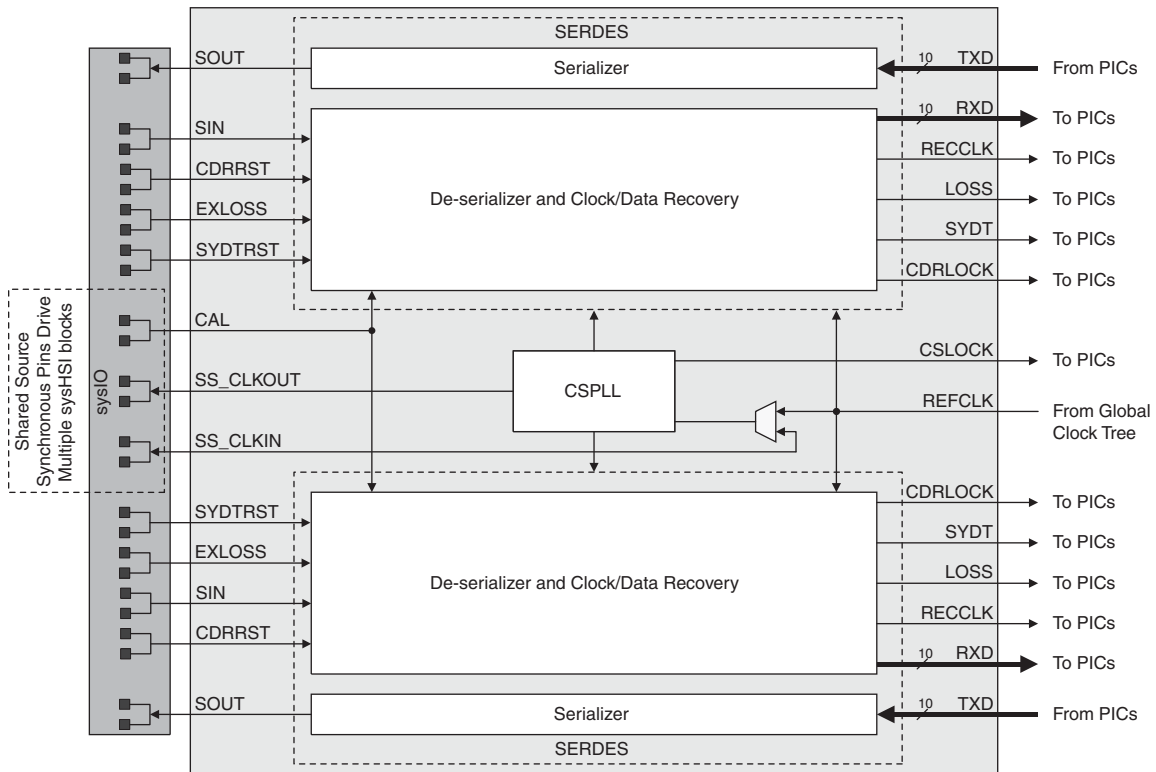 SERDES
SOUT
Serializer
10 TXD
From PICs
10 RXD
To PICs
SIN
RECCLK
To PICs
CDRRST
De-serializer and Clock/Data Recovery
LOSS
To PICs
EXLOSS
SYDT
To PICs
SYDTRST
CDRLOCK
To PICs
Shared Source
Synchronous Pins Drive
Multiple sysHSI blocks
sysIO
CAL
CSLOCK
To PICs
SS_CLKOUT
CSPLL
REFCLK
From Global
Clock Tree
SS_CLKIN
CDRLOCK
To PICs
SYDTRST
SYDT
To PICs
EXLOSS
De-serializer and Clock/Data Recovery
LOSS
To PICs
SIN
RECCLK
To PICs
CDRRST
10 RXD
To PICs
SOUT
Serializer
10 TXD
From PICs
SERDES